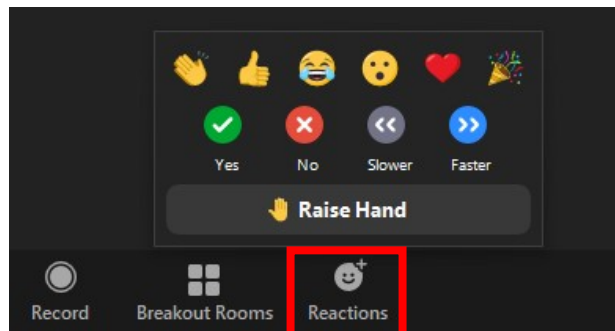 Yes No Slower Faster
Raise Hand
Record Breakout Rooms Reactions